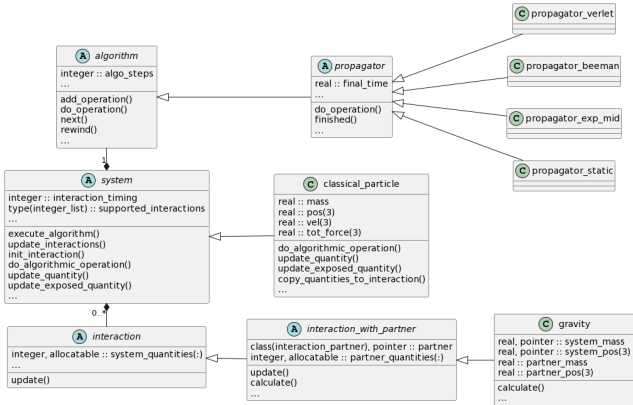 C propagator_verlet
A algorithm
integer :: algo_steps
...
add_operation()
do_operation()
next()
rewind()
...
A propagator
real :: final_time
...
do_operation()
finished()
...
C propagator_beeman
C propagator_exp_mid
C propagator_static
1
A system
integer :: interaction_timing
type(integer_list) :: supported_interactions
...
execute_algorithm()
update_interactions()
init_interaction()
do_algorithmic_operation()
update_quantity()
update_exposed_quantity()
...
C classical_particle
real :: mass
real :: pos(3)
real :: vel(3)
real :: tot_force(3)
do_algorithmic_operation()
update_quantity()
update_exposed_quantity()
copy_quantities_to_interaction()
...
0..*
A interaction
integer, allocatable :: system_quantities(:)
...
update()
A interaction_with_partner
class(interaction_partner), pointer :: partner
integer, allocatable :: partner_quantities(:)
update()
calculate()
...
C gravity
real, pointer :: system_mass
real, pointer :: system_pos(3)
real :: partner_mass
real :: partner_pos(3)
calculate()
...